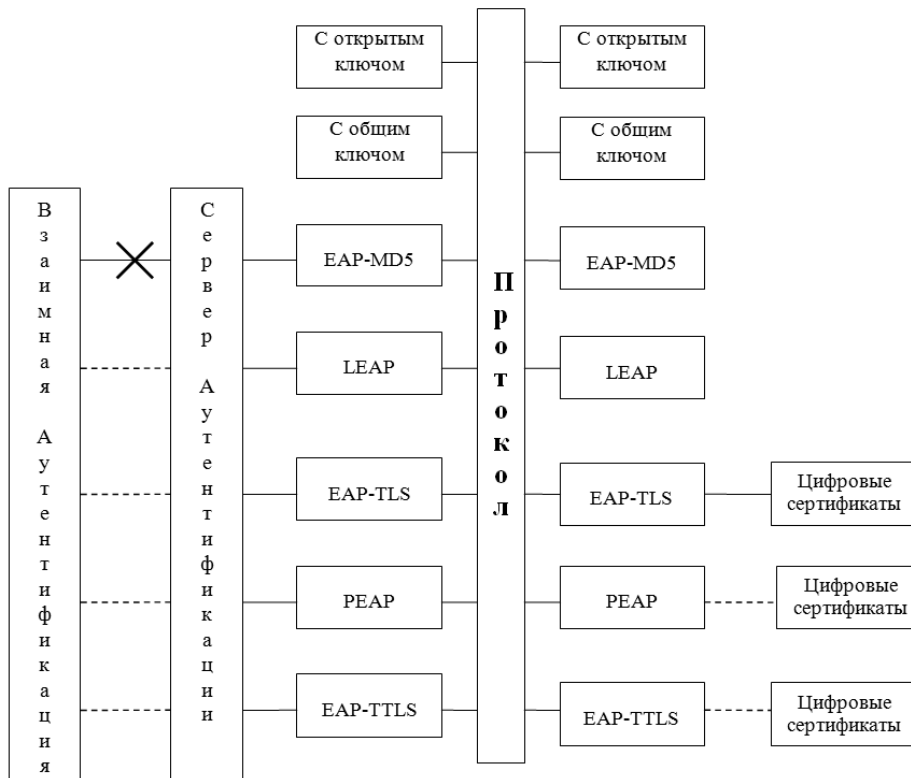 С открытым
ключом
С открытым
ключом
С общим
ключом
С общим
ключом
Взаимная Аутентификация
Сервер Аутентификации
Протокол
EAP-MD5
EAP-MD5
LEAP
LEAP
EAP-TLS
EAP-TLS
Цифровые
сертификаты
PEAP
PEAP
Цифровые
сертификаты
EAP-TTLS
EAP-TTLS
Цифровые
сертификаты